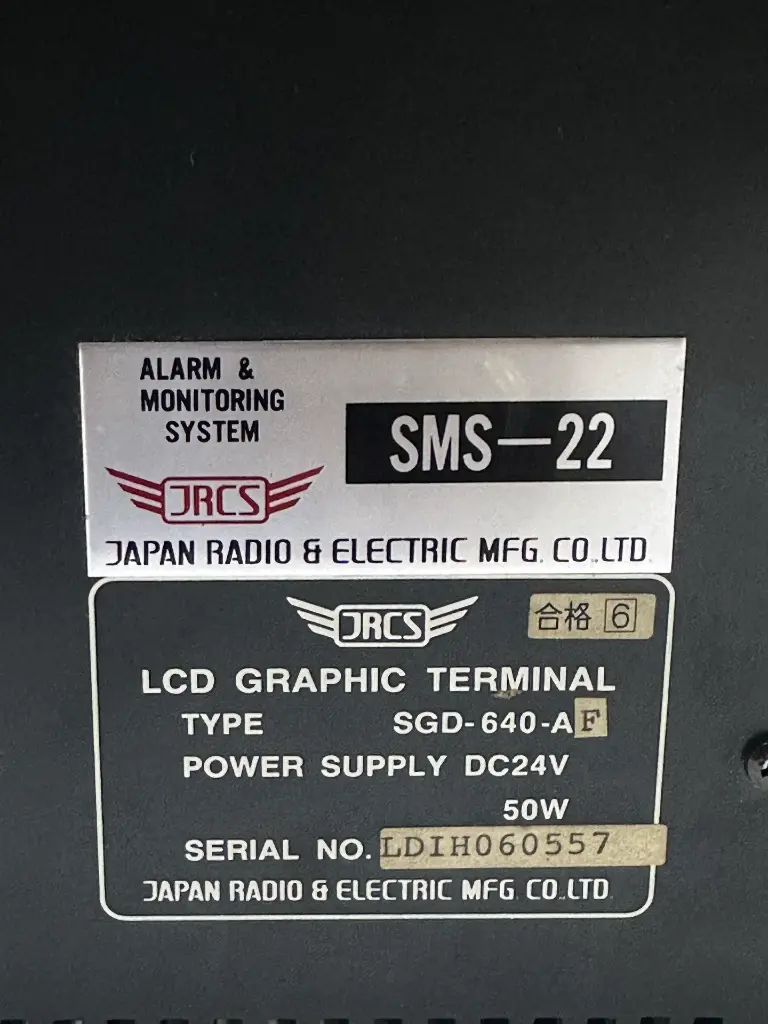 ALARM &
MONITORING
SYSTEM
SMS-22
JRCS
JAPAN RADIO & ELECTRIC MFG. CO.,LTD.
JRCS
合格 6
LCD GRAPHIC TERMINAL
TYPE SGD-640-AF
POWER SUPPLY DC24V
50W
SERIAL NO. LDIH060557
JAPAN RADIO & ELECTRIC MFG. CO.,LTD.